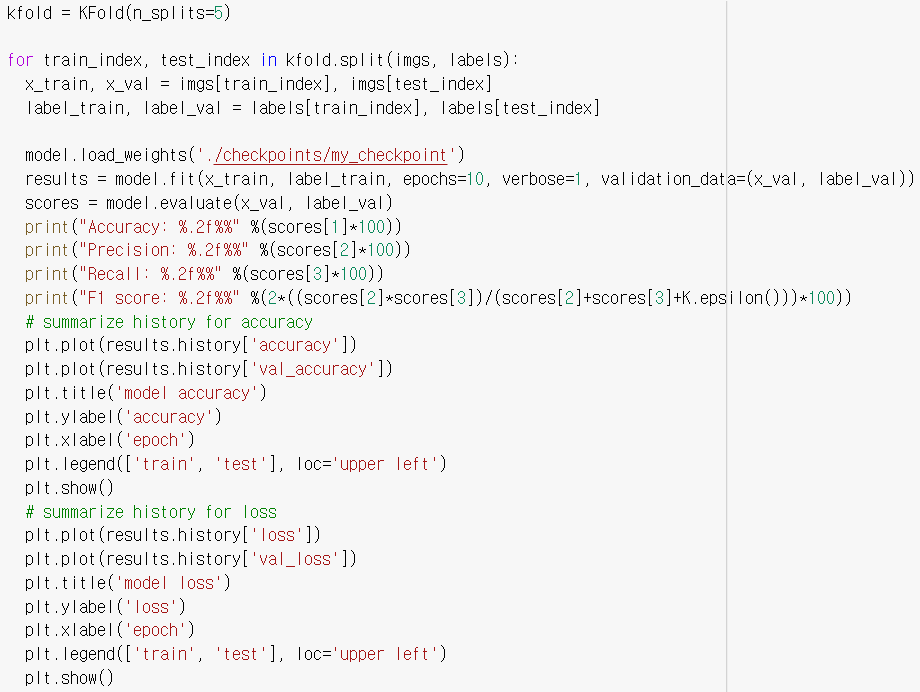 kfold = KFold(n_splits=5)

for train_index, test_index in kfold.split(imgs, labels):
  x_train, x_val = imgs[train_index], imgs[test_index]
  label_train, label_val = labels[train_index], labels[test_index]

  model.load_weights('./checkpoints/my_checkpoint')
  results = model.fit(x_train, label_train, epochs=10, verbose=1, validation_data=(x_val, label_val))
  scores = model.evaluate(x_val, label_val)
  print("Accuracy: %.2f%%" %(scores[1]*100))
  print("Precision: %.2f%%" %(scores[2]*100))
  print("Recall: %.2f%%" %(scores[3]*100))
  print("F1 score: %.2f%%" %(2*((scores[2]*scores[3])/(scores[2]+scores[3]+K.epsilon()))*100))
  # summarize history for accuracy
  plt.plot(results.history['accuracy'])
  plt.plot(results.history['val_accuracy'])
  plt.title('model accuracy')
  plt.ylabel('accuracy')
  plt.xlabel('epoch')
  plt.legend(['train', 'test'], loc='upper left')
  plt.show()
  # summarize history for loss
  plt.plot(results.history['loss'])
  plt.plot(results.history['val_loss'])
  plt.title('model loss')
  plt.ylabel('loss')
  plt.xlabel('epoch')
  plt.legend(['train', 'test'], loc='upper left')
  plt.show()